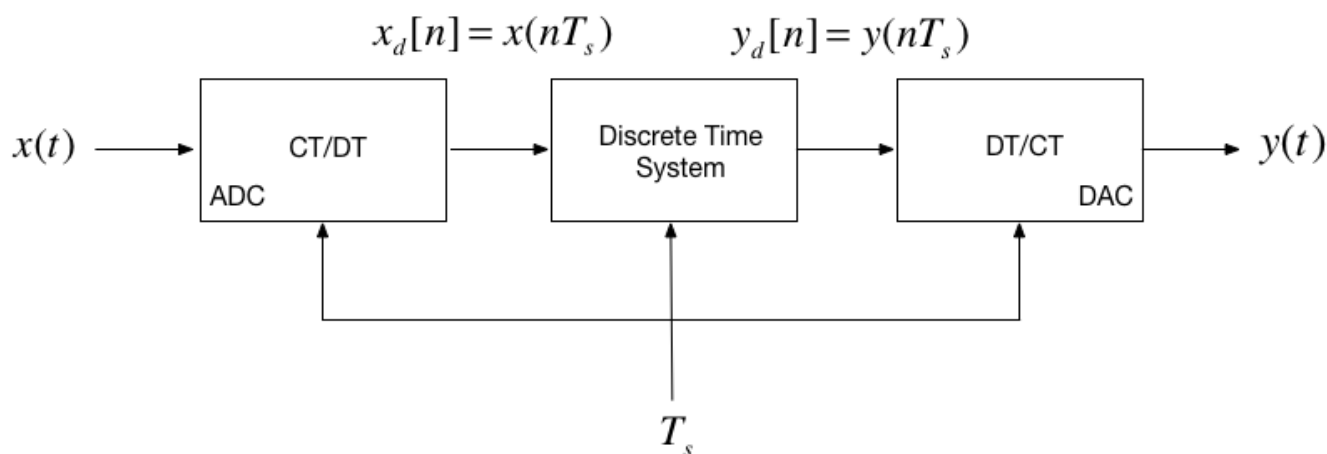 x_d[n] = x(nT_s)
y_d[n] = y(nT_s)
x(t)
CT/DT
ADC
Discrete Time
System
DT/CT
DAC
y(t)
T_s